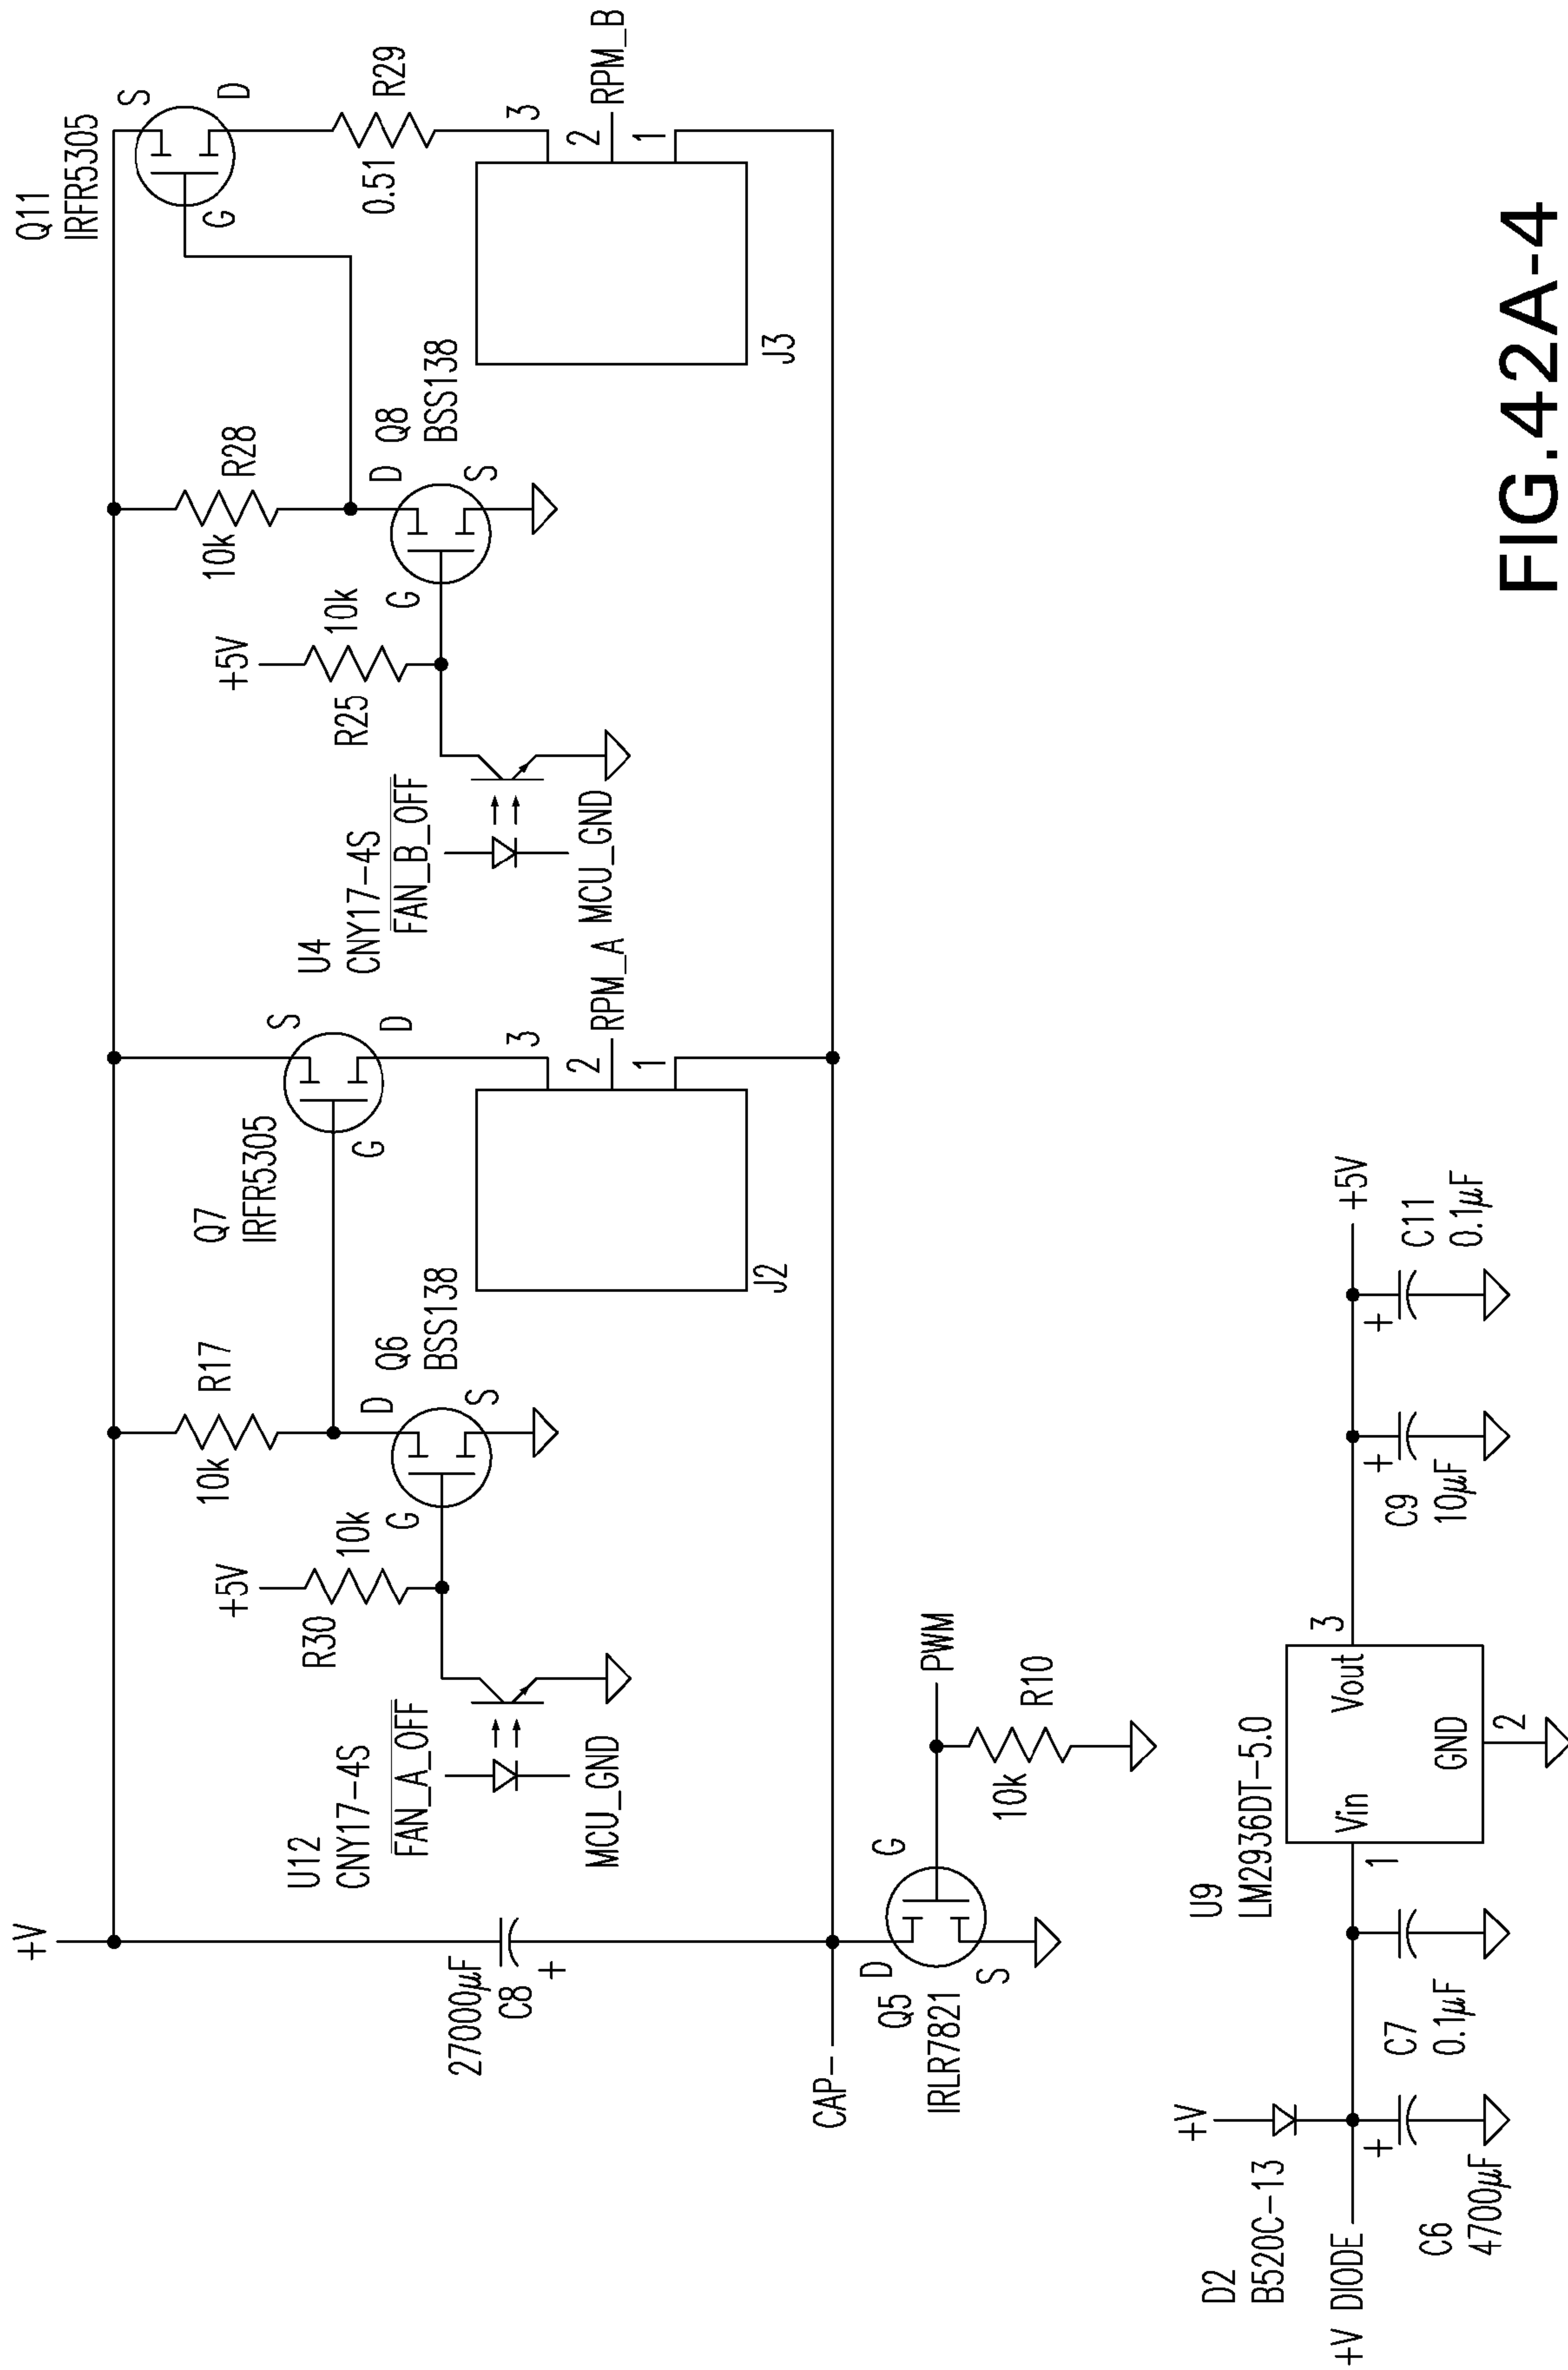 +V
27000µF
C8
+
CAP-
U12
CNY17-4S
FAN_A_OFF
MCU_GND
+5V
R30
10k
10k
R17
G
D
S
Q6
BSS138
Q7
IRFR5305
G
S
D
3
2
1
RPM_A
J2
U4
CNY17-4S
FAN_B_OFF
MCU_GND
+5V
R25
10k
10k
R28
G
D
S
Q8
BSS138
Q11
IRFR5305
G
S
D
0.51
R29
3
2
1
RPM_B
J3
Q5
IRLR7821
D
S
G
PWM
10k
R10
D2
B520C-13
+V
+V DIODE
+
C6
4700µF
C7
0.1µF
U9
LM2936DT-5.0
1
Vin
Vout
GND
2
3
+
C9
10µF
+
C11
0.1µF
+5V
FIG.42A-4